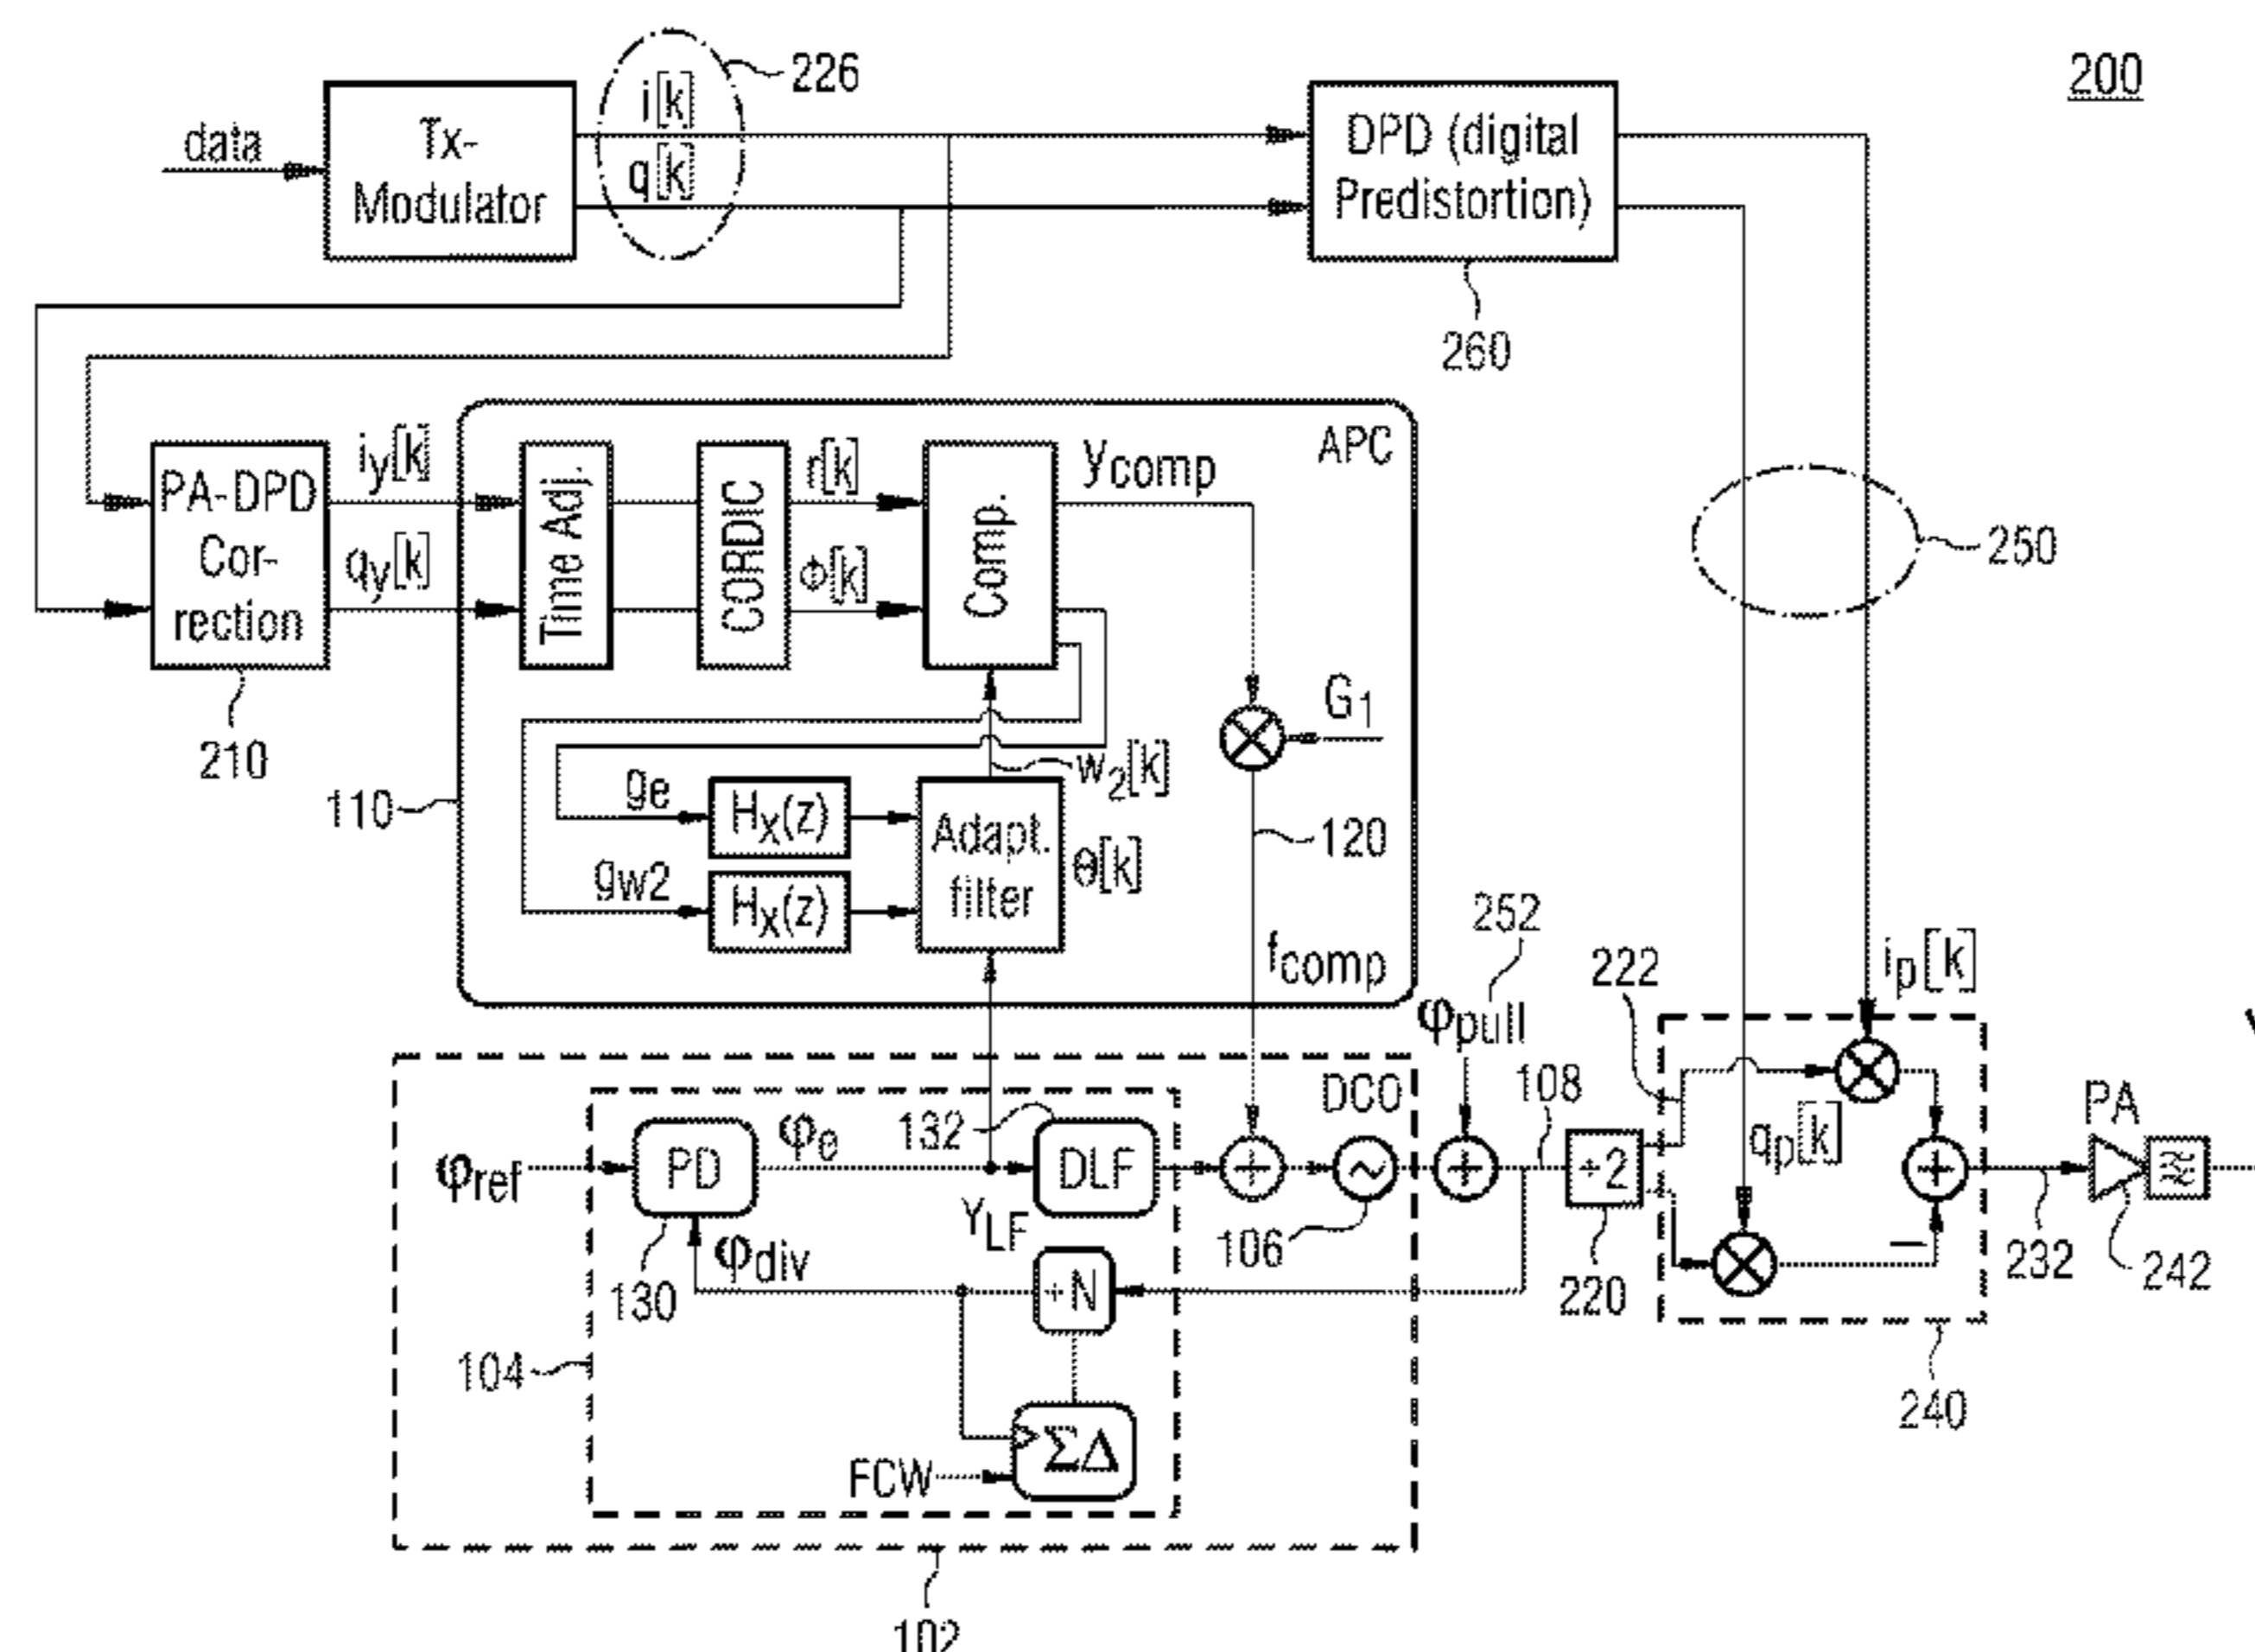 200
226
data
Tx-
Modulator
i[k]
q[k]
DPD (digital
Predistortion)
260
PA-DPD
Cor-
rection
210
iy[k]
qy[k]
APC
Time Adj.
CORDIC
r[k]
Φ[k]
Comp.
ycomp
G1
250
110
ge
gw2
Hx(z)
Hx(z)
Adapt.
filter
w2[k]
θ[k]
120
fcomp
252
φpull
222
ip[k]
qp[k]
DCO
φref
PD
φe
132
DLF
YLF
106
108
÷2
220
PA
232
242
240
130
φdiv
÷N
104
FCW
ΣΔ
102